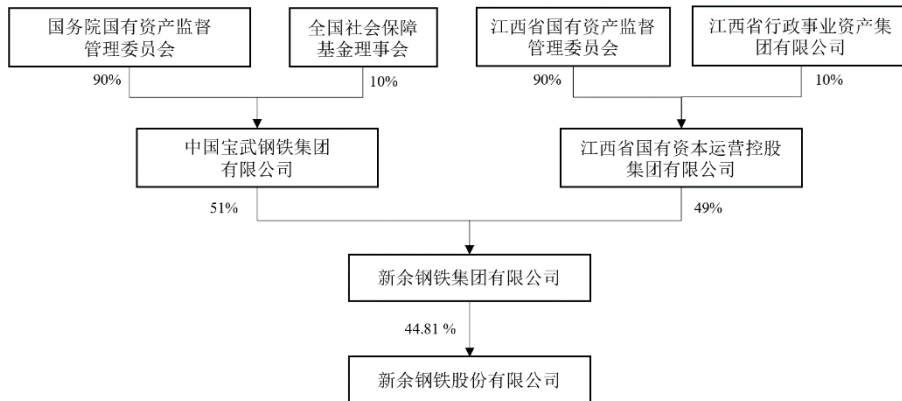 国务院国有资产监督
管理委员会
全国社会保障
基金理事会
江西省国有资产监督
管理委员会
江西省行政事业资产集
团有限公司
90%
10%
90%
10%
中国宝武钢铁集团
有限公司
江西省国有资本运营控股
集团有限公司
51%
49%
新余钢铁集团有限公司
44.81 %
新余钢铁股份有限公司